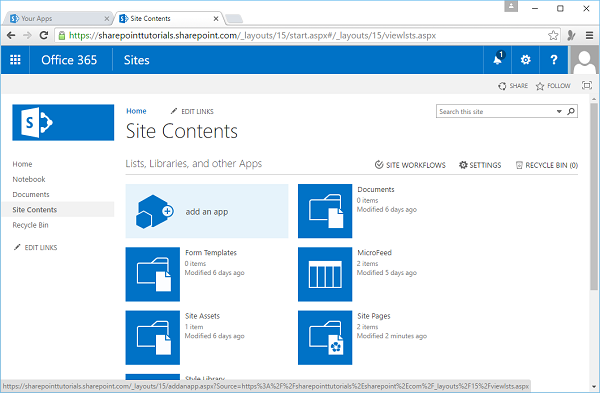 Your Apps
Site Contents
https://sharepointtutorials.sharepoint.com/_layouts/15/start.aspx#/_layouts/15/viewlsts.aspx
Office 365 Sites 1 ?
SHARE FOLLOW
S
Home EDIT LINKS
Search this site
Site Contents
Home
Notebook
Documents
Site Contents
Recycle Bin
EDIT LINKS
Lists, Libraries, and other Apps
SITE WORKFLOWS SETTINGS RECYCLE BIN (0)
add an app
Documents
0 items
Modified 6 days ago
Form Templates
0 items
Modified 6 days ago
MicroFeed
2 items
Modified 5 days ago
Site Assets
1 item
Modified 6 days ago
Site Pages
2 items
Modified 2 minutes ago
Style Library
https://sharepointtutorials.sharepoint.com/_layouts/15/addanapp.aspx?Source=https%3A%2F%2Fsharepointtutorials%2Esharepoint%2Ecom%2F_layouts%2F15%2Fviewlsts.aspx